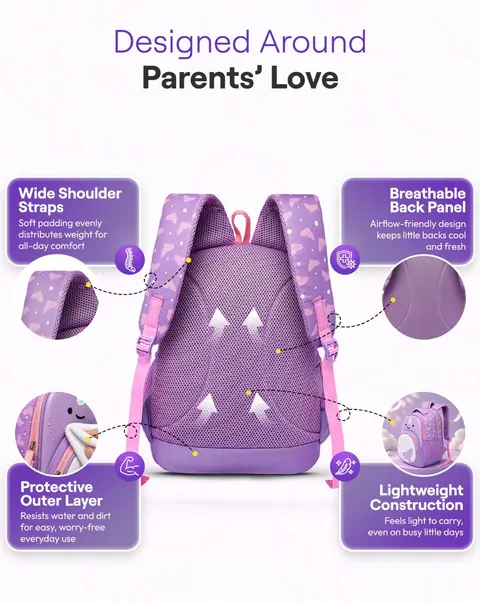 Designed Around
Parents' Love
Wide Shoulder
Straps
Soft padding evenly
distributes weight for
all-day comfort
Breathable
Back Panel
Airflow-friendly design
keeps little backs cool
and fresh
Protective
Outer Layer
Resists water and dirt
for easy, worry-free
everyday use
Lightweight
Construction
Feels light to carry,
even on busy little days